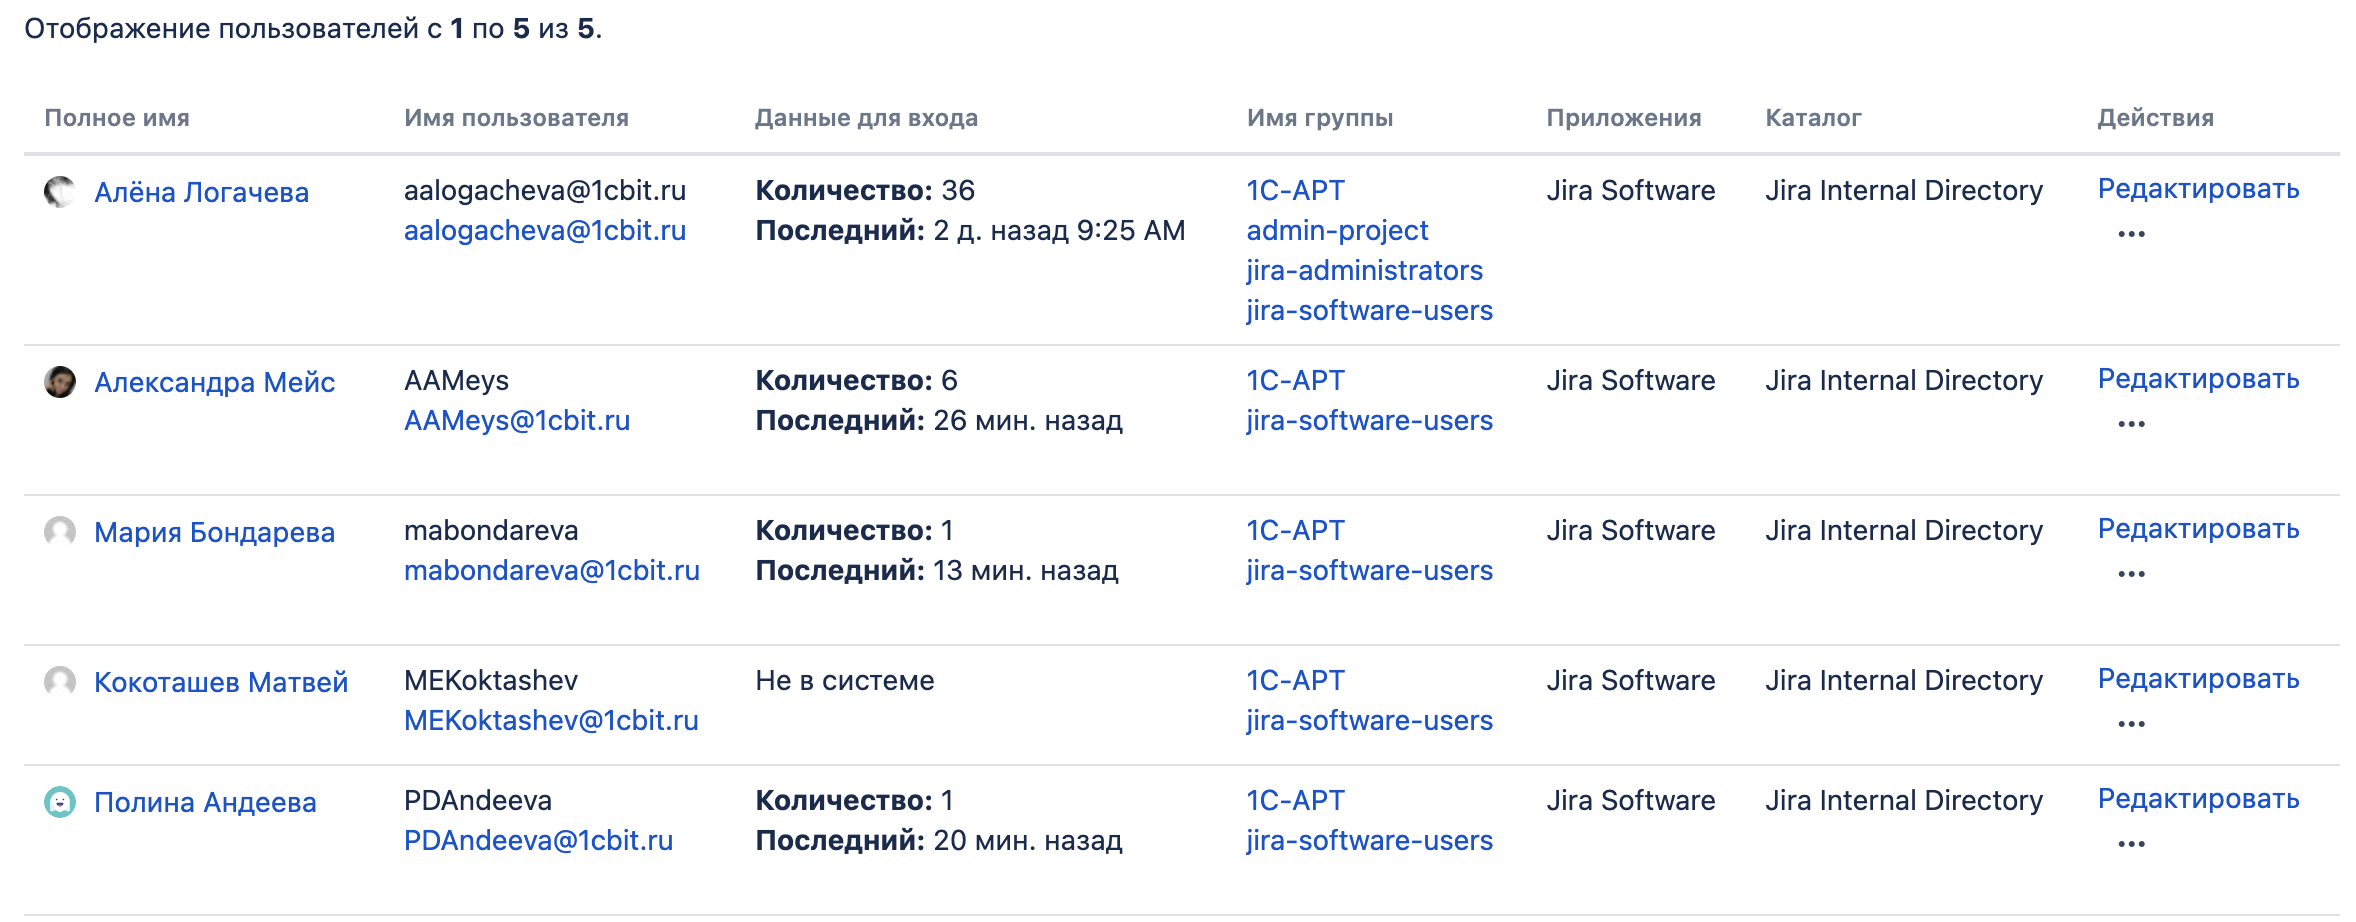 Отображение пользователей с 1 по 5 из 5.
Полное имя Имя пользователя Данные для входа Имя группы Приложения Каталог Действия
Алёна Логачева aalogacheva@1cbit.ru Количество: 36 1C-АРТ Jira Software Jira Internal Directory Редактировать
aalogacheva@1cbit.ru Последний: 2 д. назад 9:25 AM admin-project •••
jira-administrators
jira-software-users
Александра Мейс AAMeys Количество: 6 1C-АРТ Jira Software Jira Internal Directory Редактировать
AAMeys@1cbit.ru Последний: 26 мин. назад jira-software-users •••
Мария Бондарева mabondareva Количество: 1 1C-АРТ Jira Software Jira Internal Directory Редактировать
mabondareva@1cbit.ru Последний: 13 мин. назад jira-software-users •••
Кокоташев Матвей MEKoktashev Не в системе 1C-АРТ Jira Software Jira Internal Directory Редактировать
MEKoktashev@1cbit.ru jira-software-users •••
Полина Андеева PDAndeeva Количество: 1 1C-АРТ Jira Software Jira Internal Directory Редактировать
PDAndeeva@1cbit.ru Последний: 20 мин. назад jira-software-users •••